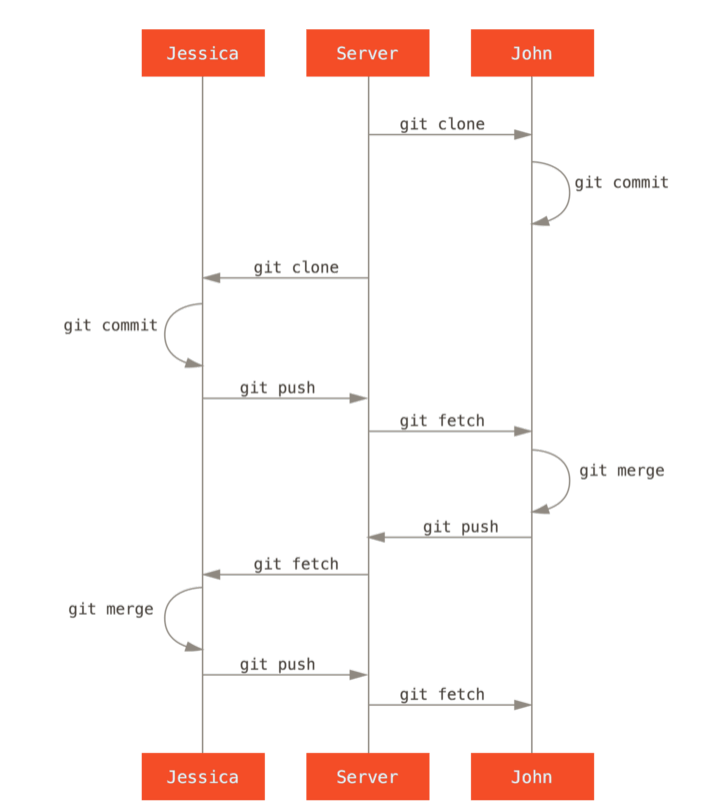 Jessica Server John
git clone
git commit
git clone
git commit
git push
git fetch
git merge
git push
git fetch
git merge
git push
git fetch
Jessica Server John